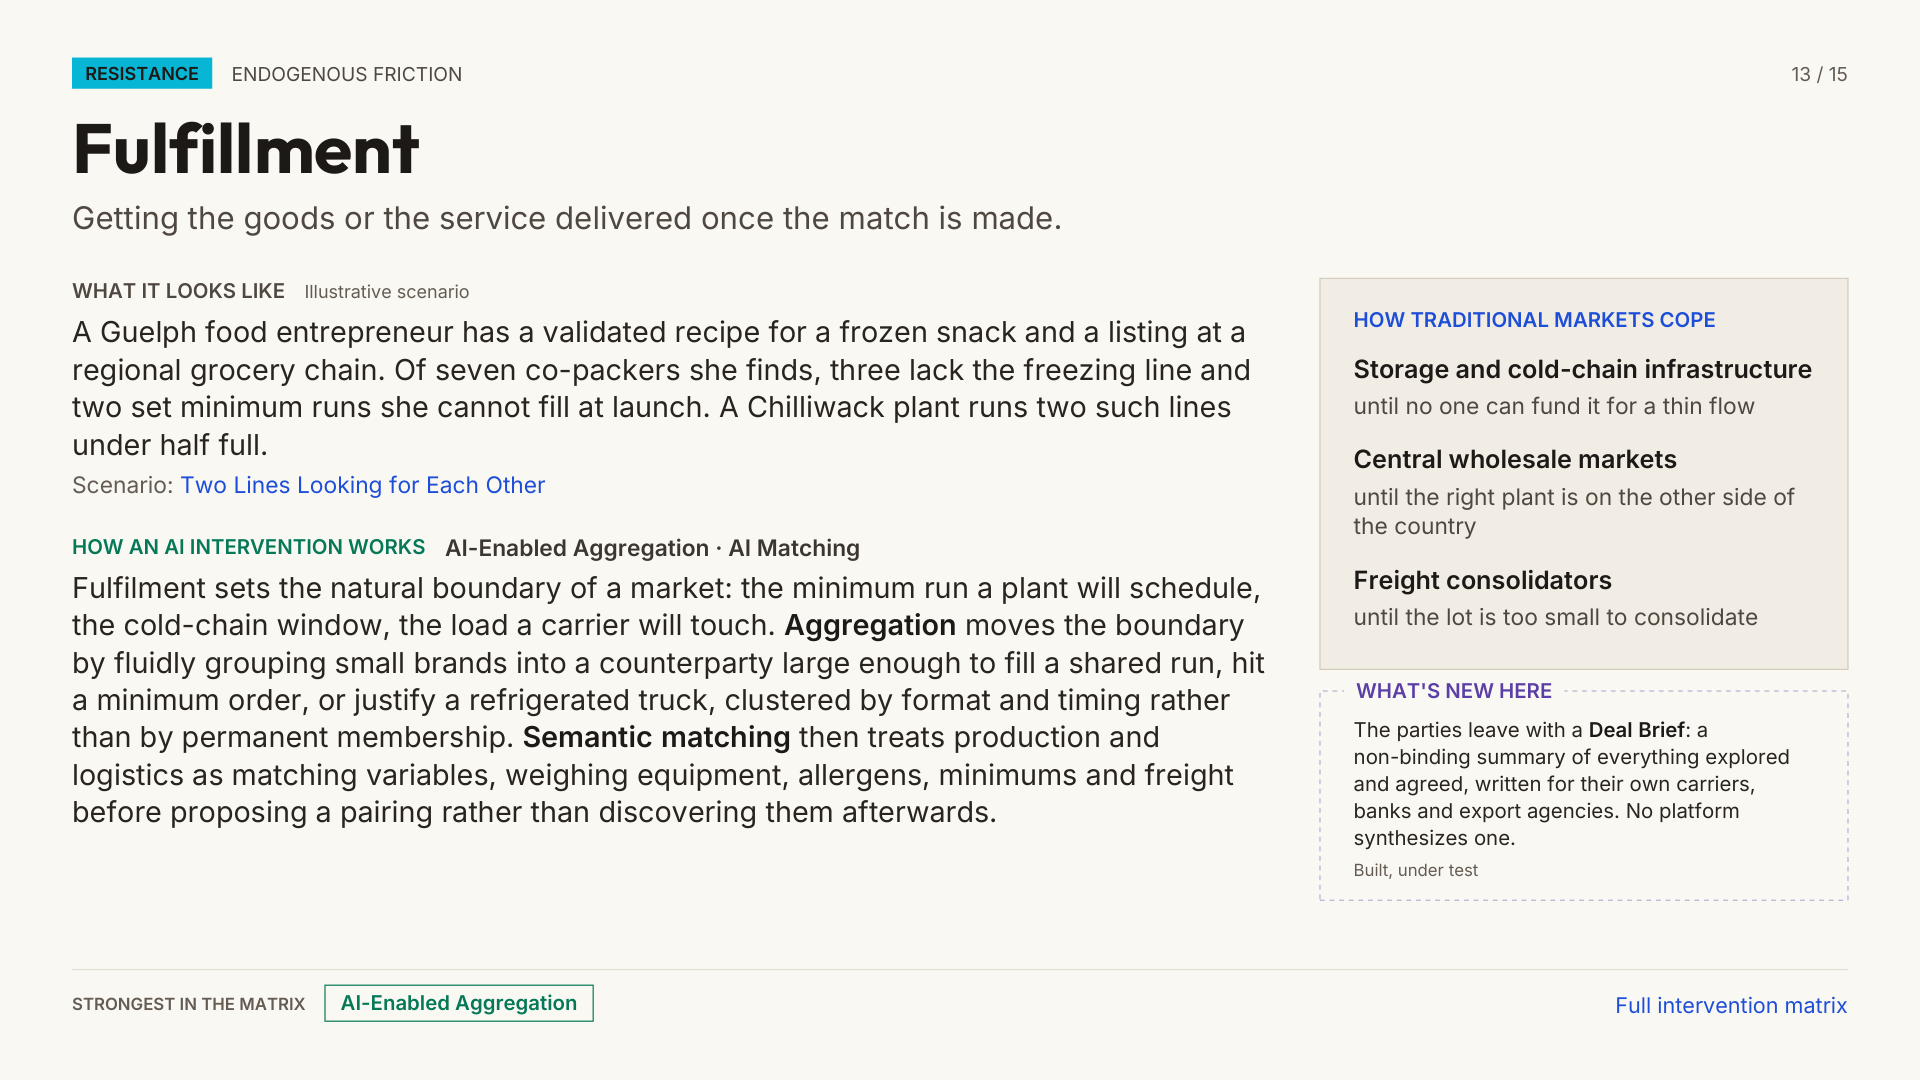 RESISTANCE ENDOGENOUS FRICTION
13 / 15
Fulfillment
Getting the goods or the service delivered once the match is made.
WHAT IT LOOKS LIKE Illustrative scenario
A Guelph food entrepreneur has a validated recipe for a frozen snack and a listing at a
regional grocery chain. Of seven co-packers she finds, three lack the freezing line and
two set minimum runs she cannot fill at launch. A Chilliwack plant runs two such lines
under half full.
Scenario: Two Lines Looking for Each Other
HOW AN AI INTERVENTION WORKS AI-Enabled Aggregation · AI Matching
Fulfilment sets the natural boundary of a market: the minimum run a plant will schedule,
the cold-chain window, the load a carrier will touch. Aggregation moves the boundary
by fluidly grouping small brands into a counterparty large enough to fill a shared run, hit
a minimum order, or justify a refrigerated truck, clustered by format and timing rather
than by permanent membership. Semantic matching then treats production and
logistics as matching variables, weighing equipment, allergens, minimums and freight
before proposing a pairing rather than discovering them afterwards.
HOW TRADITIONAL MARKETS COPE
Storage and cold-chain infrastructure
until no one can fund it for a thin flow
Central wholesale markets
until the right plant is on the other side of
the country
Freight consolidators
until the lot is too small to consolidate
WHAT'S NEW HERE
The parties leave with a Deal Brief: a
non-binding summary of everything explored
and agreed, written for their own carriers,
banks and export agencies. No platform
synthesizes one.
Built, under test
STRONGEST IN THE MATRIX AI-Enabled Aggregation
Full intervention matrix